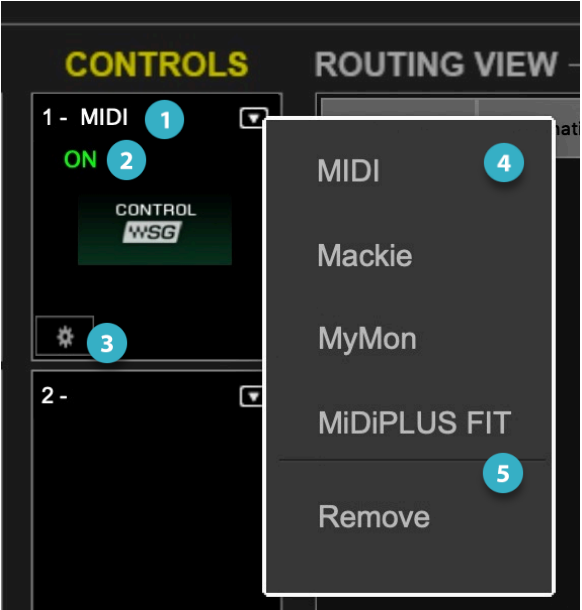 CONTROLS
ROUTING VIEW
1 - MIDI 1
ON 2
CONTROL
WSG
3
2 -
MIDI 4
Mackie
MyMon
MiDiPLUS FIT
5
Remove